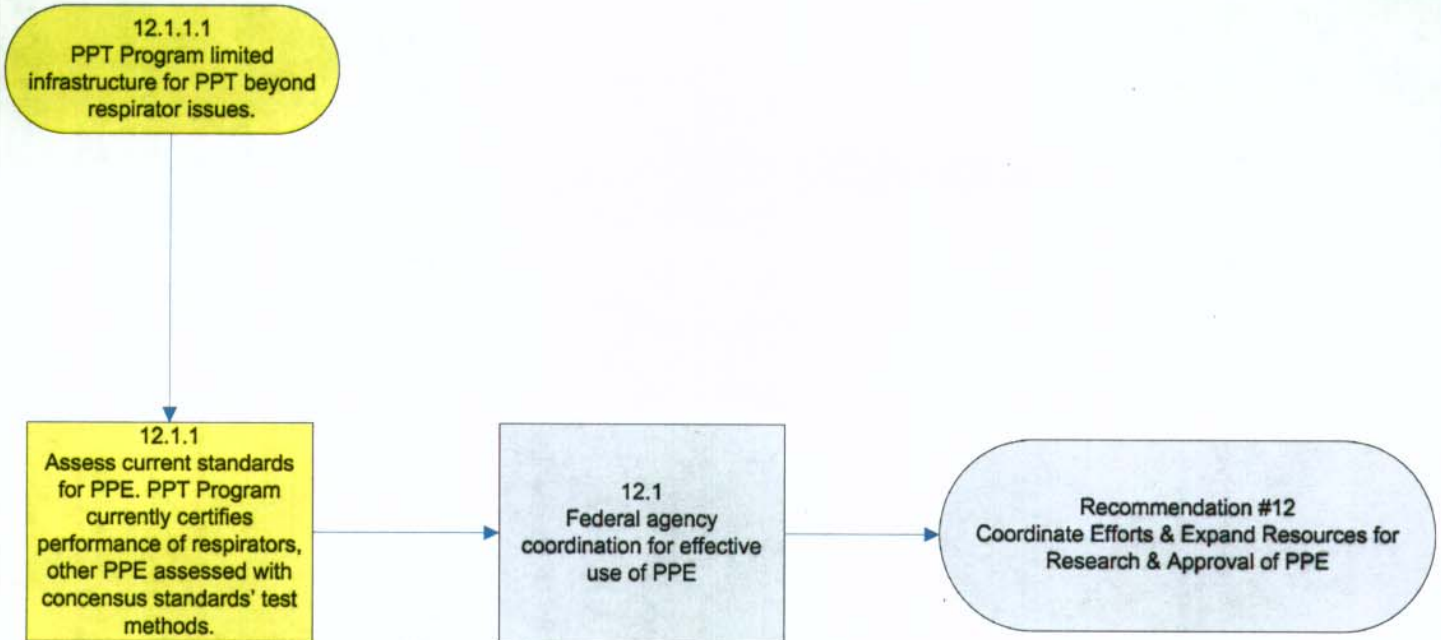 12.1.1.1
PPT Program limited
infrastructure for PPT beyond
respirator issues.
12.1.1
Assess current standards
for PPE. PPT Program
currently certifies
performance of respirators,
other PPE assessed with
concensus standards' test
methods.
12.1
Federal agency
coordination for effective
use of PPE
Recommendation #12
Coordinate Efforts & Expand Resources for
Research & Approval of PPE